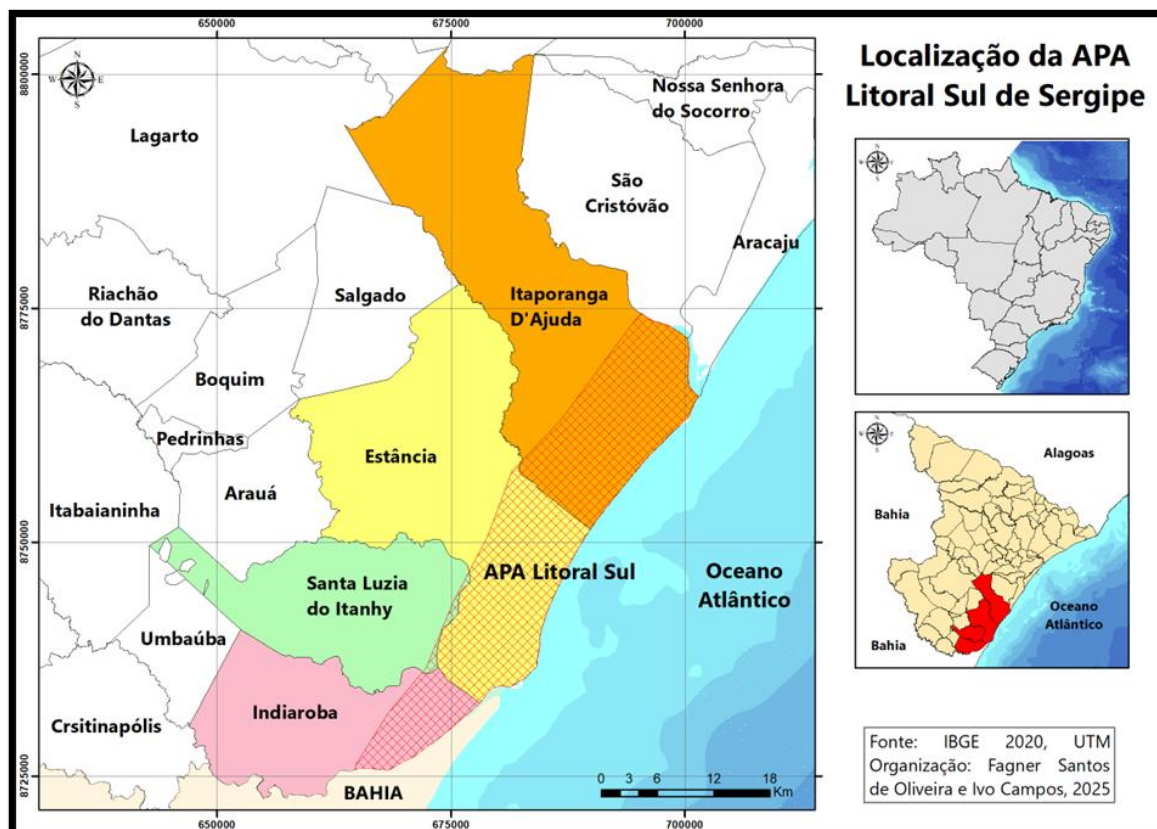 650000
675000
700000
Localização da APA
Litoral Sul de Sergipe
N
W E
S
8800000
Nossa Senhora
do Socorro
Lagarto
São
Cristóvão
Aracaju
Riachão
do Dantas
Salgado
Itaporanga
D'Ajuda
8775000
Boquim
Pedrinhas
Estância
Arauá
Itabaianinha
8750000
Santa Luzia
do Itanhy
APA Litoral Sul
Oceano
Atlântico
Umbaúba
Indiaroba
Crsitinapólis
8725000
BAHIA
0 3 6 12 18
Km
650000
675000
700000
N
W E
S
N
W E
S
Alagoas
Bahia
Oceano
Atlântico
Bahia
Fonte: IBGE 2020, UTM
Organização: Fagner Santos
de Oliveira e Ivo Campos, 2025